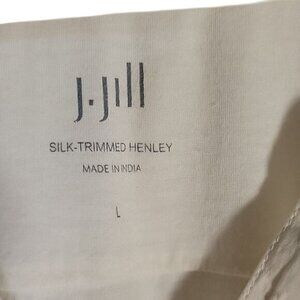 J.Jill
SILK-TRIMMED HENLEY
MADE IN INDIA
L